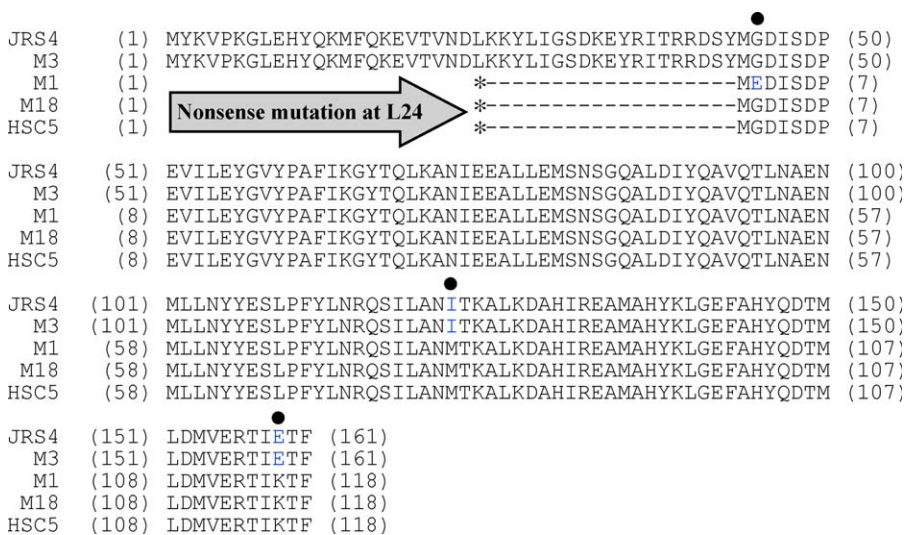 JRS4 (1) MYKVPKGLEHYQKMFQKEVTVNDLKKYLIGSDKEYRITRRDSYMGDISDP (50)
M3 (1) MYKVPKGLEHYQKMFQKEVTVNDLKKYLIGSDKEYRITRRDSYMGDISDP (50)
M1 (1) *-------------------MEDISDP (7)
M18 (1) Nonsense mutation at L24 *-------------------MGDISDP (7)
HSC5 (1) *-------------------MGDISDP (7)
JRS4 (51) EVILEYGVYPAFIKGYTQLKANIEEALLEMSNSGQALDIYQAVQTLNAEN (100)
M3 (51) EVILEYGVYPAFIKGYTQLKANIEEALLEMSNSGQALDIYQAVQTLNAEN (100)
M1 (8) EVILEYGVYPAFIKGYTQLKANIEEALLEMSNSGQALDIYQAVQTLNAEN (57)
M18 (8) EVILEYGVYPAFIKGYTQLKANIEEALLEMSNSGQALDIYQAVQTLNAEN (57)
HSC5 (8) EVILEYGVYPAFIKGYTQLKANIEEALLEMSNSGQALDIYQAVQTLNAEN (57)
JRS4 (101) MLLNYYESLPFYLNRQSILANITKALKDAHIREAMAHYKLGEFAHYQDTM (150)
M3 (101) MLLNYYESLPFYLNRQSILANITKALKDAHIREAMAHYKLGEFAHYQDTM (150)
M1 (58) MLLNYYESLPFYLNRQSILANMTKALKDAHIREAMAHYKLGEFAHYQDTM (107)
M18 (58) MLLNYYESLPFYLNRQSILANMTKALKDAHIREAMAHYKLGEFAHYQDTM (107)
HSC5 (58) MLLNYYESLPFYLNRQSILANMTKALKDAHIREAMAHYKLGEFAHYQDTM (107)
JRS4 (151) LDMVERTIETF (161)
M3 (151) LDMVERTIETF (161)
M1 (108) LDMVERTIKTF (118)
M18 (108) LDMVERTIKTF (118)
HSC5 (108) LDMVERTIKTF (118)